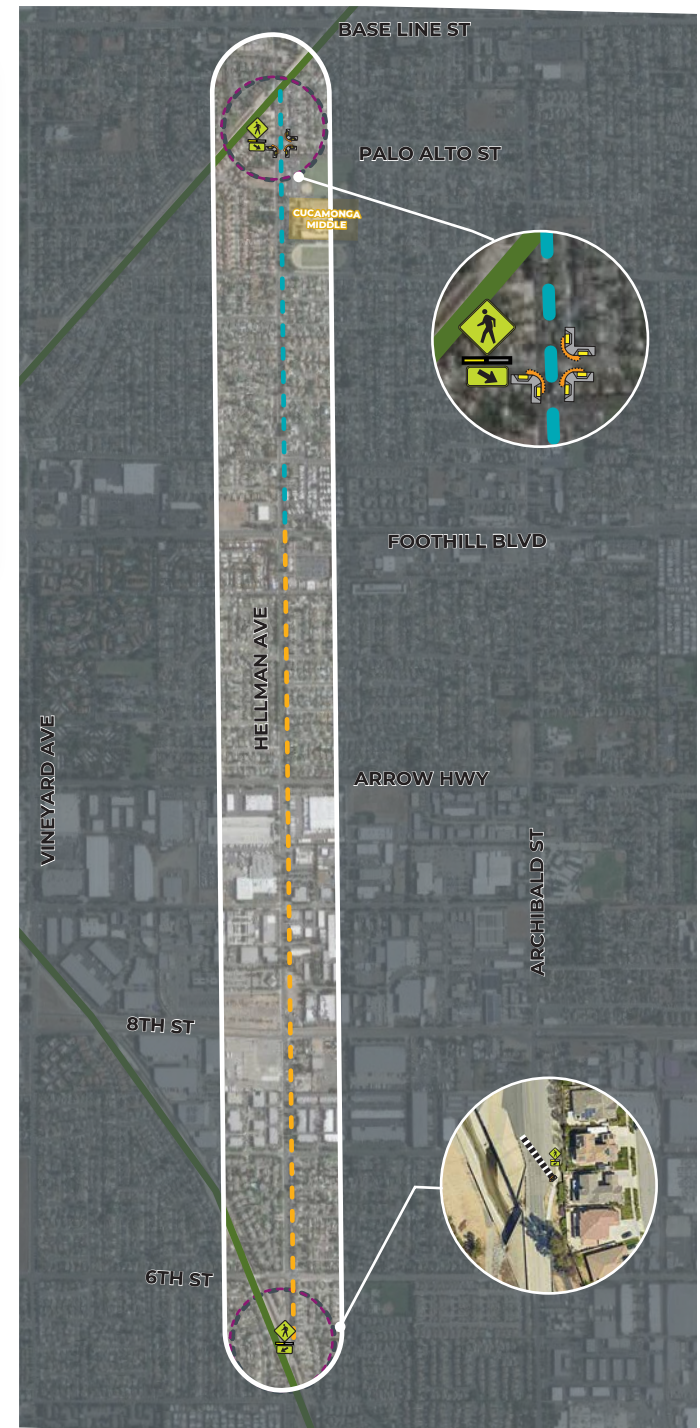 BASE LINE ST
PALO ALTO ST
CUCAMONGA
MIDDLE
FOOTHILL BLVD
HELLMAN AVE
VINEYARD AVE
ARROW HWY
ARCHIBALD ST
8TH ST
6TH ST